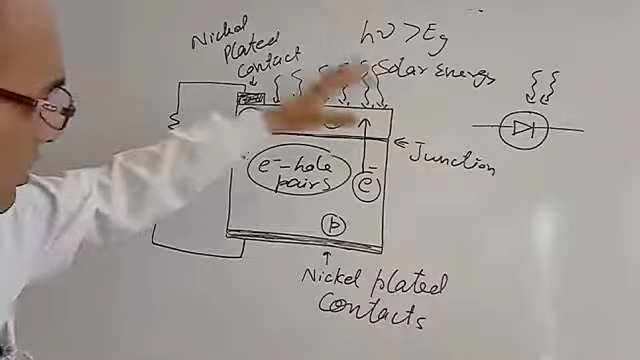 Nickel
Plated
Contact
hν > Eg
Solar energy
Junction
e⁻-hole
pairs
e⁻
p
Nickel plated
Contacts